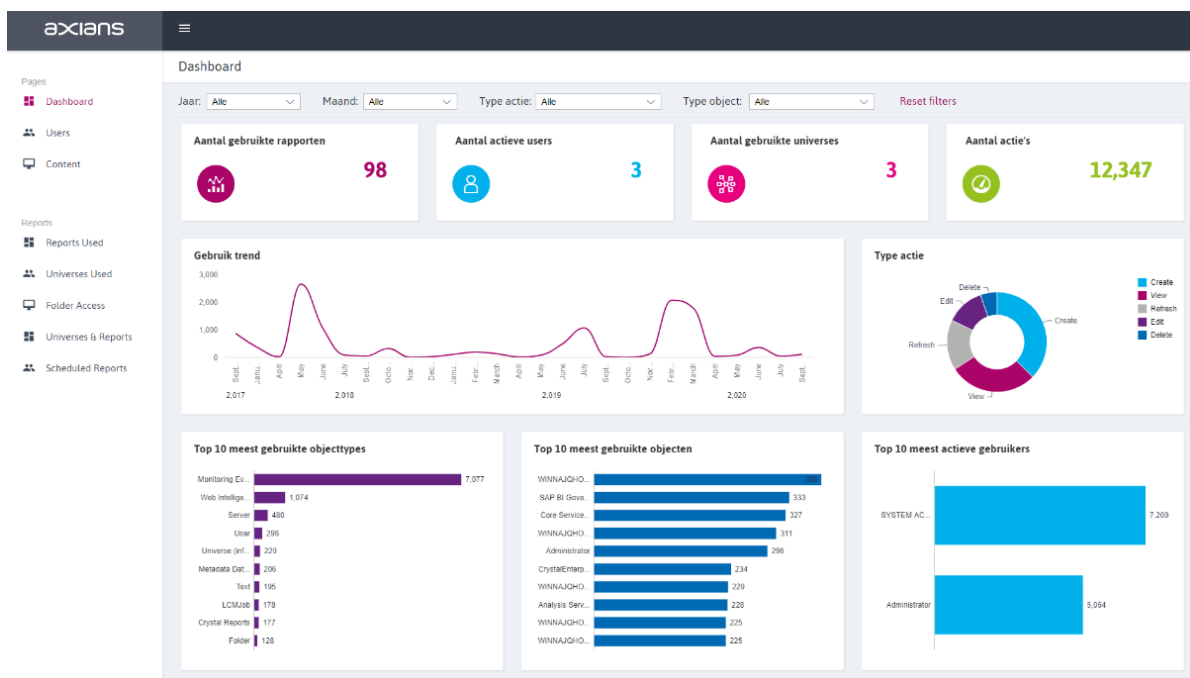 axians
Dashboard
Pages
Dashboard
Users
Content
Reports
Reports Used
Universes Used
Folder Access
Universes & Reports
Scheduled Reports
Jaar: Alle Maand: Alle Type actie: Alle Type object: Alle Reset filters
Aantal gebruikte rapporten
98
Aantal actieve users
3
Aantal gebruikte universes
3
Aantal actie's
12,347
Gebruik trend
3,000
2,000
1,000
0
Sept. Janu... April May June July Sept. Octo... Nov... Dec. Janu... Febr... March April May June July Sept. Octo... Nov... Febr... March April May June July Sept.
2,017 2,018 2,019 2,020
Type actie
Delete
Edit
Create
Refresh
View
Create
View
Refresh
Edit
Delete
Top 10 meest gebruikte objecttypes
Monitoring Ev... 7,077
Web Intellige... 1,074
Server 480
User 296
Universe (inf... 220
Metadata Dat... 206
Text 195
LCMJob 178
Crystal Reports 177
Folder 128
Top 10 meest gebruikte objecten
WINNAJQHO...
SAP BI Gove... 333
Core Service... 327
WINNAJQHO... 311
Administrator 296
CrystalEnterp... 234
WINNAJQHO... 229
Analysis Serv... 228
WINNAJQHO... 225
WINNAJQHO... 225
Top 10 meest actieve gebruikers
SYSTEM AC... 7,209
Administrator 5,064